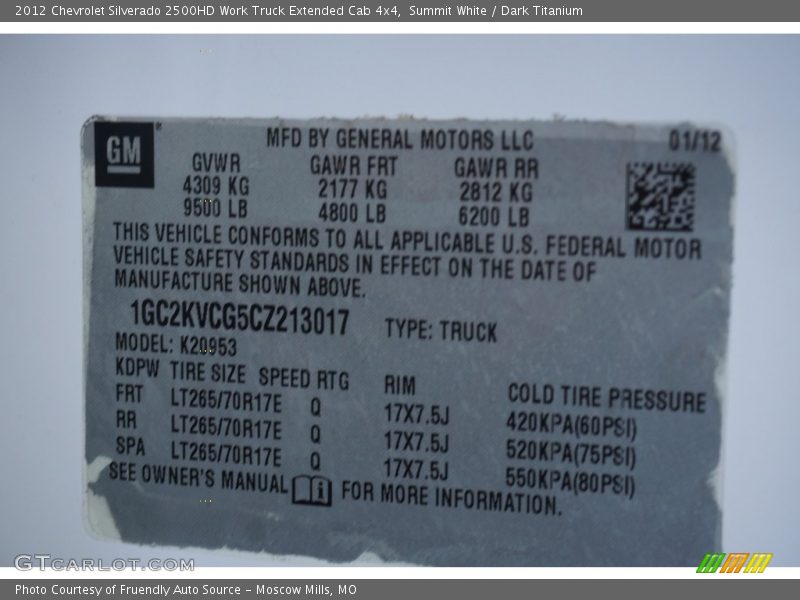 2012 Chevrolet Silverado 2500HD Work Truck Extended Cab 4x4,  Summit White / Dark Titanium
GM
MFD BY GENERAL MOTORS LLC 01/12
GVWR GAWR FRT GAWR RR
4309 KG 2177 KG 2812 KG
9500 LB 4800 LB 6200 LB
THIS VEHICLE CONFORMS TO ALL APPLICABLE U.S. FEDERAL MOTOR
VEHICLE SAFETY STANDARDS IN EFFECT ON THE DATE OF
MANUFACTURE SHOWN ABOVE.
1GC2KVCG5CZ213017 TYPE: TRUCK
MODEL: K20953
KDPW TIRE SIZE SPEED RTG RIM COLD TIRE PRESSURE
FRT LT265/70R17E Q 17X7.5J 420KPA(60PSI)
RR LT265/70R17E Q 17X7.5J 520KPA(75PSI)
SPA LT265/70R17E Q 17X7.5J 550KPA(80PSI)
SEE OWNER'S MANUAL FOR MORE INFORMATION.
GTCARLOT.COM
Photo Courtesy of Fruendly Auto Source – Moscow Mills, MO